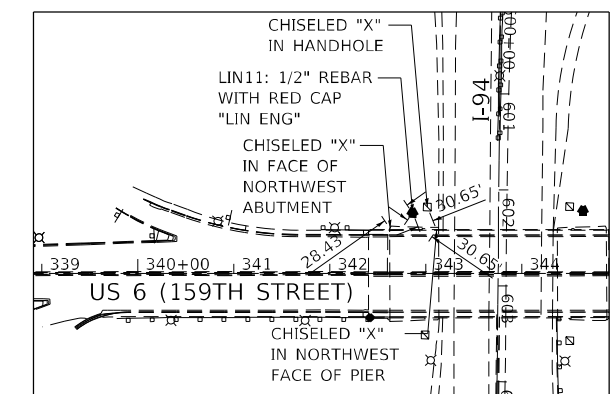 CHISELED "X"
IN HANDHOLE
LIN11: 1/2" REBAR
WITH RED CAP
"LIN ENG"
CHISELED "X"
IN FACE OF
NORTHWEST
ABUTMENT
I-94
601
602
603
30.65'
28.43'
30.65'
339
340+00
341
342
343
344
US 6 (159TH STREET)
CHISELED "X"
IN NORTHWEST
FACE OF PIER